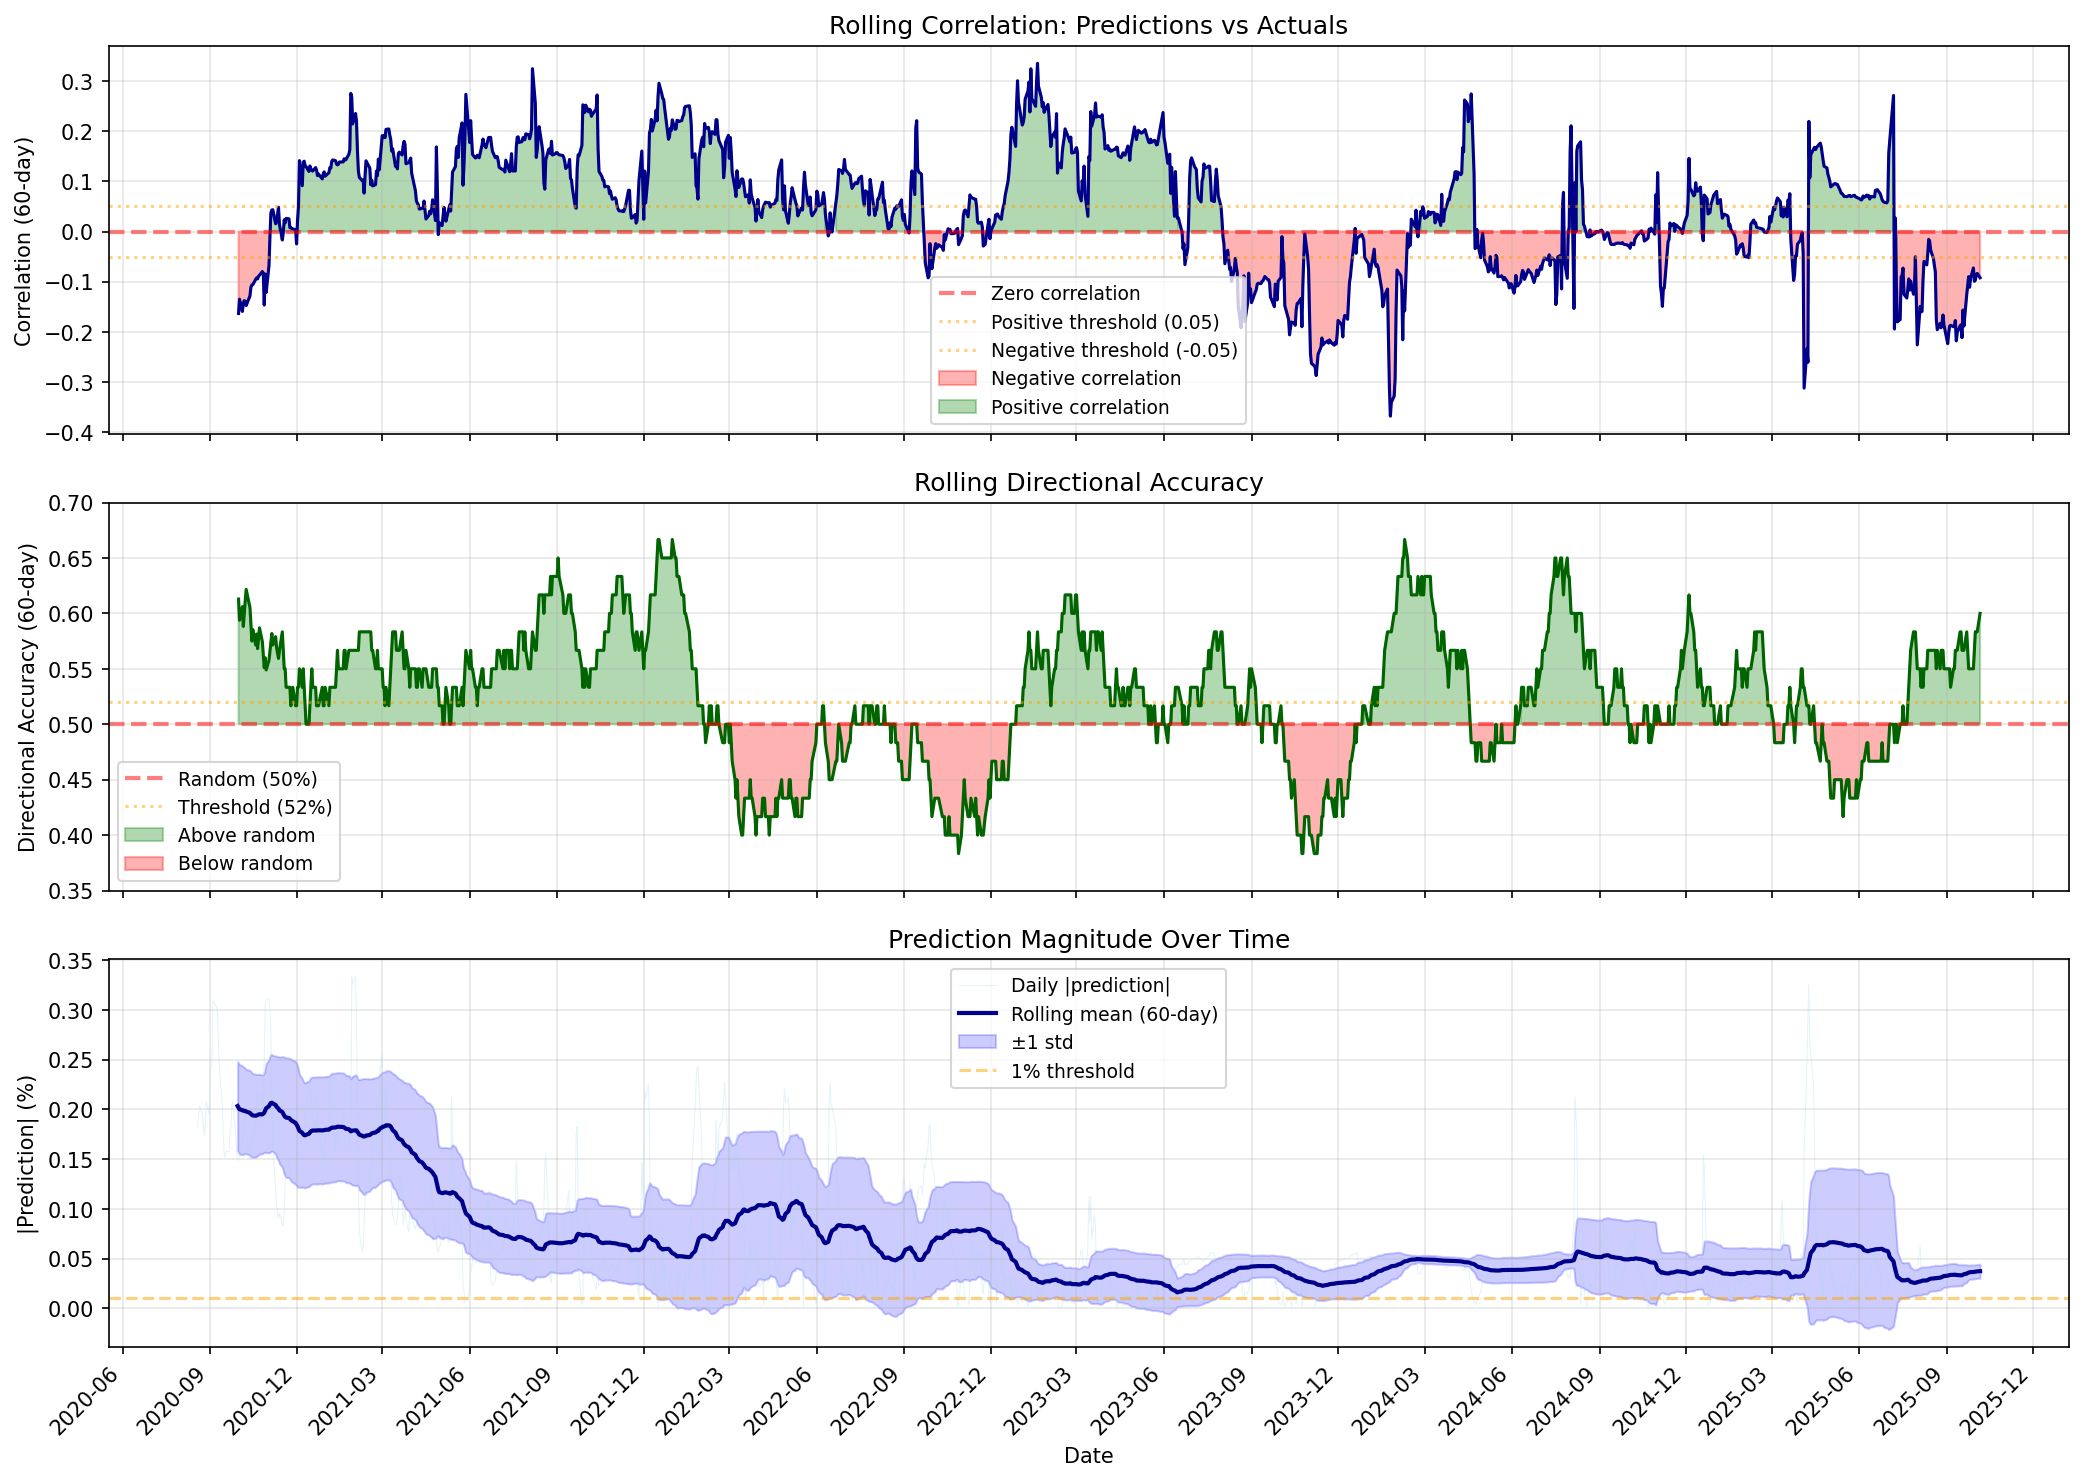 Rolling Correlation: Predictions vs Actuals
Correlation (60-day)
0.3
0.2
0.1
0.0
−0.1
−0.2
−0.3
−0.4
Zero correlation
Positive threshold (0.05)
Negative threshold (-0.05)
Negative correlation
Positive correlation
Rolling Directional Accuracy
Directional Accuracy (60-day)
0.70
0.65
0.60
0.55
0.50
0.45
0.40
0.35
Random (50%)
Threshold (52%)
Above random
Below random
Prediction Magnitude Over Time
|Prediction| (%)
0.35
0.30
0.25
0.20
0.15
0.10
0.05
0.00
Daily |prediction|
Rolling mean (60-day)
±1 std
1% threshold
2020-06
2020-09
2020-12
2021-03
2021-06
2021-09
2021-12
2022-03
2022-06
2022-09
2022-12
2023-03
2023-06
2023-09
2023-12
2024-03
2024-06
2024-09
2024-12
2025-03
2025-06
2025-09
2025-12
Date